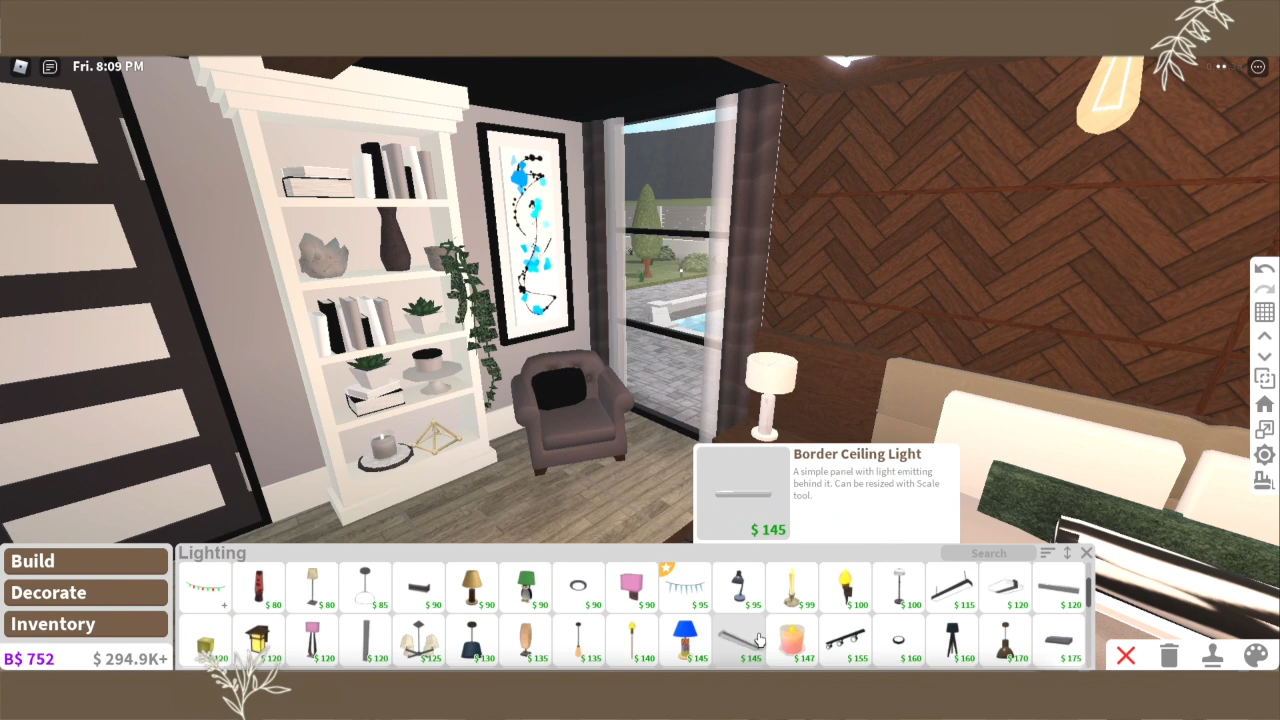 Fri. 8:09 PM
Border Ceiling Light
A simple panel with light emitting
behind it. Can be resized with Scale
tool.
$ 145
Build
Decorate
Inventory
B$ 752 $ 294.9K+
Lighting
Search
+ $ 80 $ 80 $ 85 $ 90 $ 90 $ 90 $ 90 $ 90 $ 95 $ 95 $ 99 $ 100 $ 100 $ 115 $ 120 $ 120
$ 120 $ 120 $ 120 $ 125 $ 130 $ 135 $ 135 $ 140 $ 145 $ 145 $ 147 $ 155 $ 160 $ 160 $ 170 $ 175